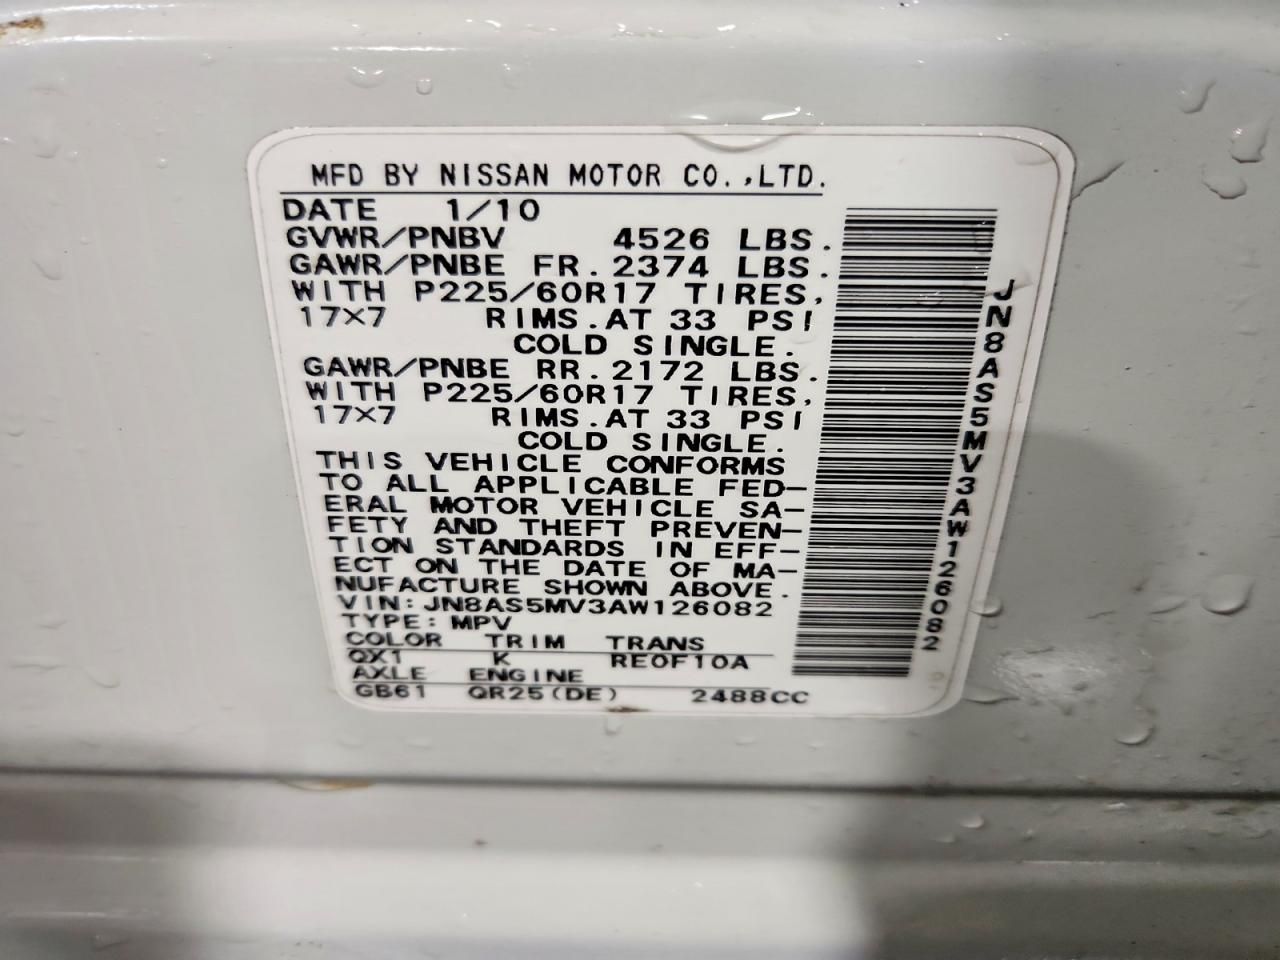 MFD BY NISSAN MOTOR CO.,LTD.
DATE 1/10
GVWR/PNBV 4526 LBS.
GAWR/PNBE FR. 2374 LBS.
WITH P225/60R17 TIRES,
17×7 RIMS.AT 33 PSI
COLD SINGLE.
GAWR/PNBE RR. 2172 LBS.
WITH P225/60R17 TIRES,
17×7 RIMS.AT 33 PSI
COLD SINGLE.
THIS VEHICLE CONFORMS
TO ALL APPLICABLE FED-
ERAL MOTOR VEHICLE SA-
FETY AND THEFT PREVEN-
TION STANDARDS IN EFF-
ECT ON THE DATE OF MA-
NUFACTURE SHOWN ABOVE.
VIN: JN8AS5MV3AW126082
TYPE: MPV
COLOR TRIM TRANS
QX1 K RE0F10A
AXLE ENGINE
GB61 QR25(DE) 2488CC
JN8AS5MV3AW126082